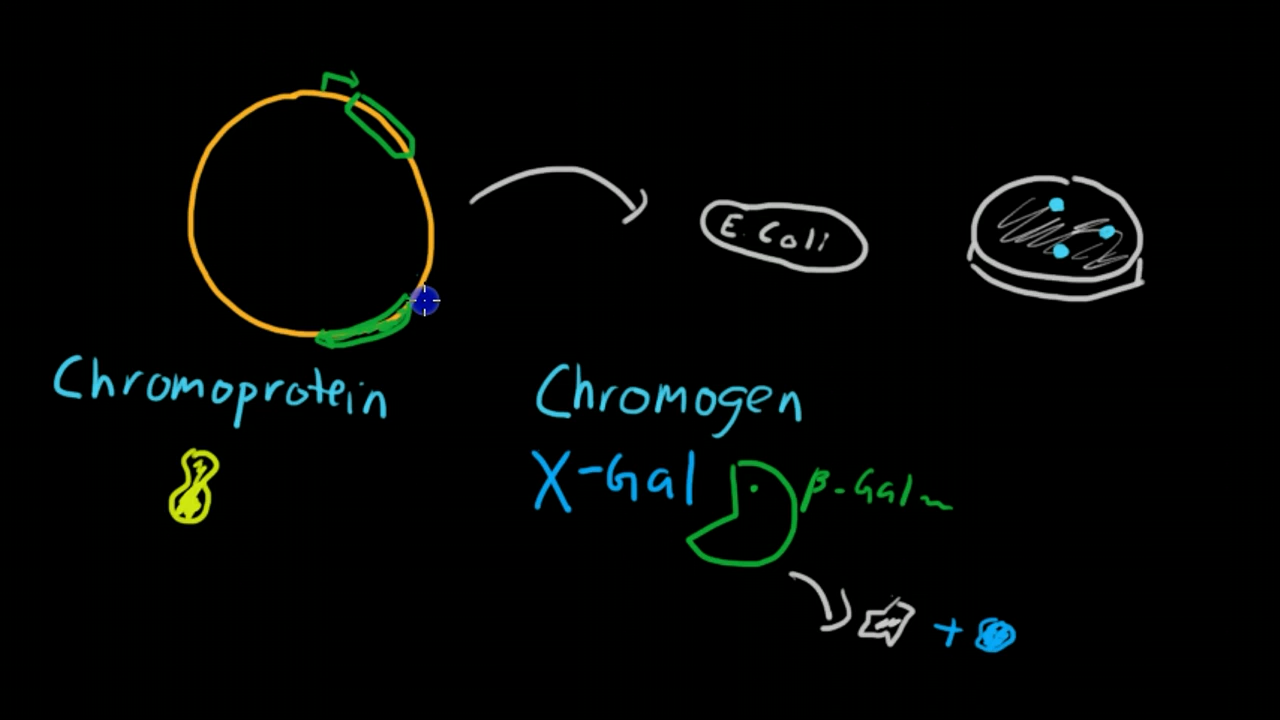 E. Coli
Chromoprotein
Chromogen
X-Gal
β-Gal